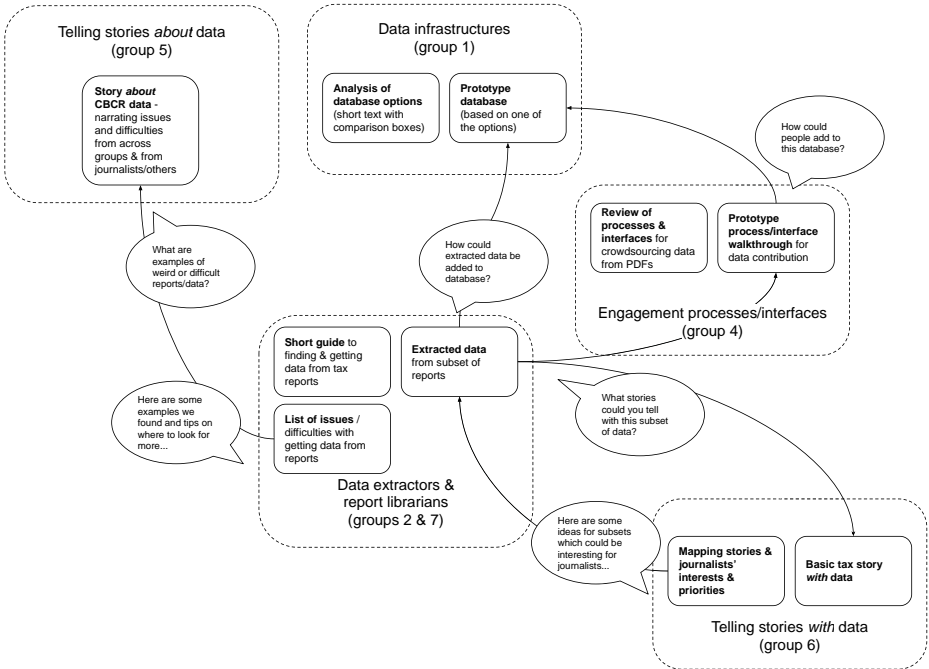 Telling stories about data
(group 5)
Story about
CBCR data -
narrating issues
and difficulties
from across
groups & from
journalists/others
Data infrastructures
(group 1)
Analysis of
database options
(short text with
comparison boxes)
Prototype
database
(based on one of
the options)
How could
people add to
this database?
Review of
processes &
interfaces for
crowdsourcing data
from PDFs
Prototype
process/interface
walkthrough for
data contribution
Engagement processes/interfaces
(group 4)
What are
examples of
weird or difficult
reports/data?
How could
extracted data be
added to
database?
Short guide to
finding & getting
data from tax
reports
Extracted data
from subset of
reports
List of issues /
difficulties with
getting data from
reports
Data extractors &
report librarians
(groups 2 & 7)
Here are some
examples we
found and tips on
where to look for
more...
What stories
could you tell
with this subset
of data?
Here are some
ideas for subsets
which could be
interesting for
journalists...
Mapping stories &
journalists'
interests &
priorities
Basic tax story
with data
Telling stories with data
(group 6)